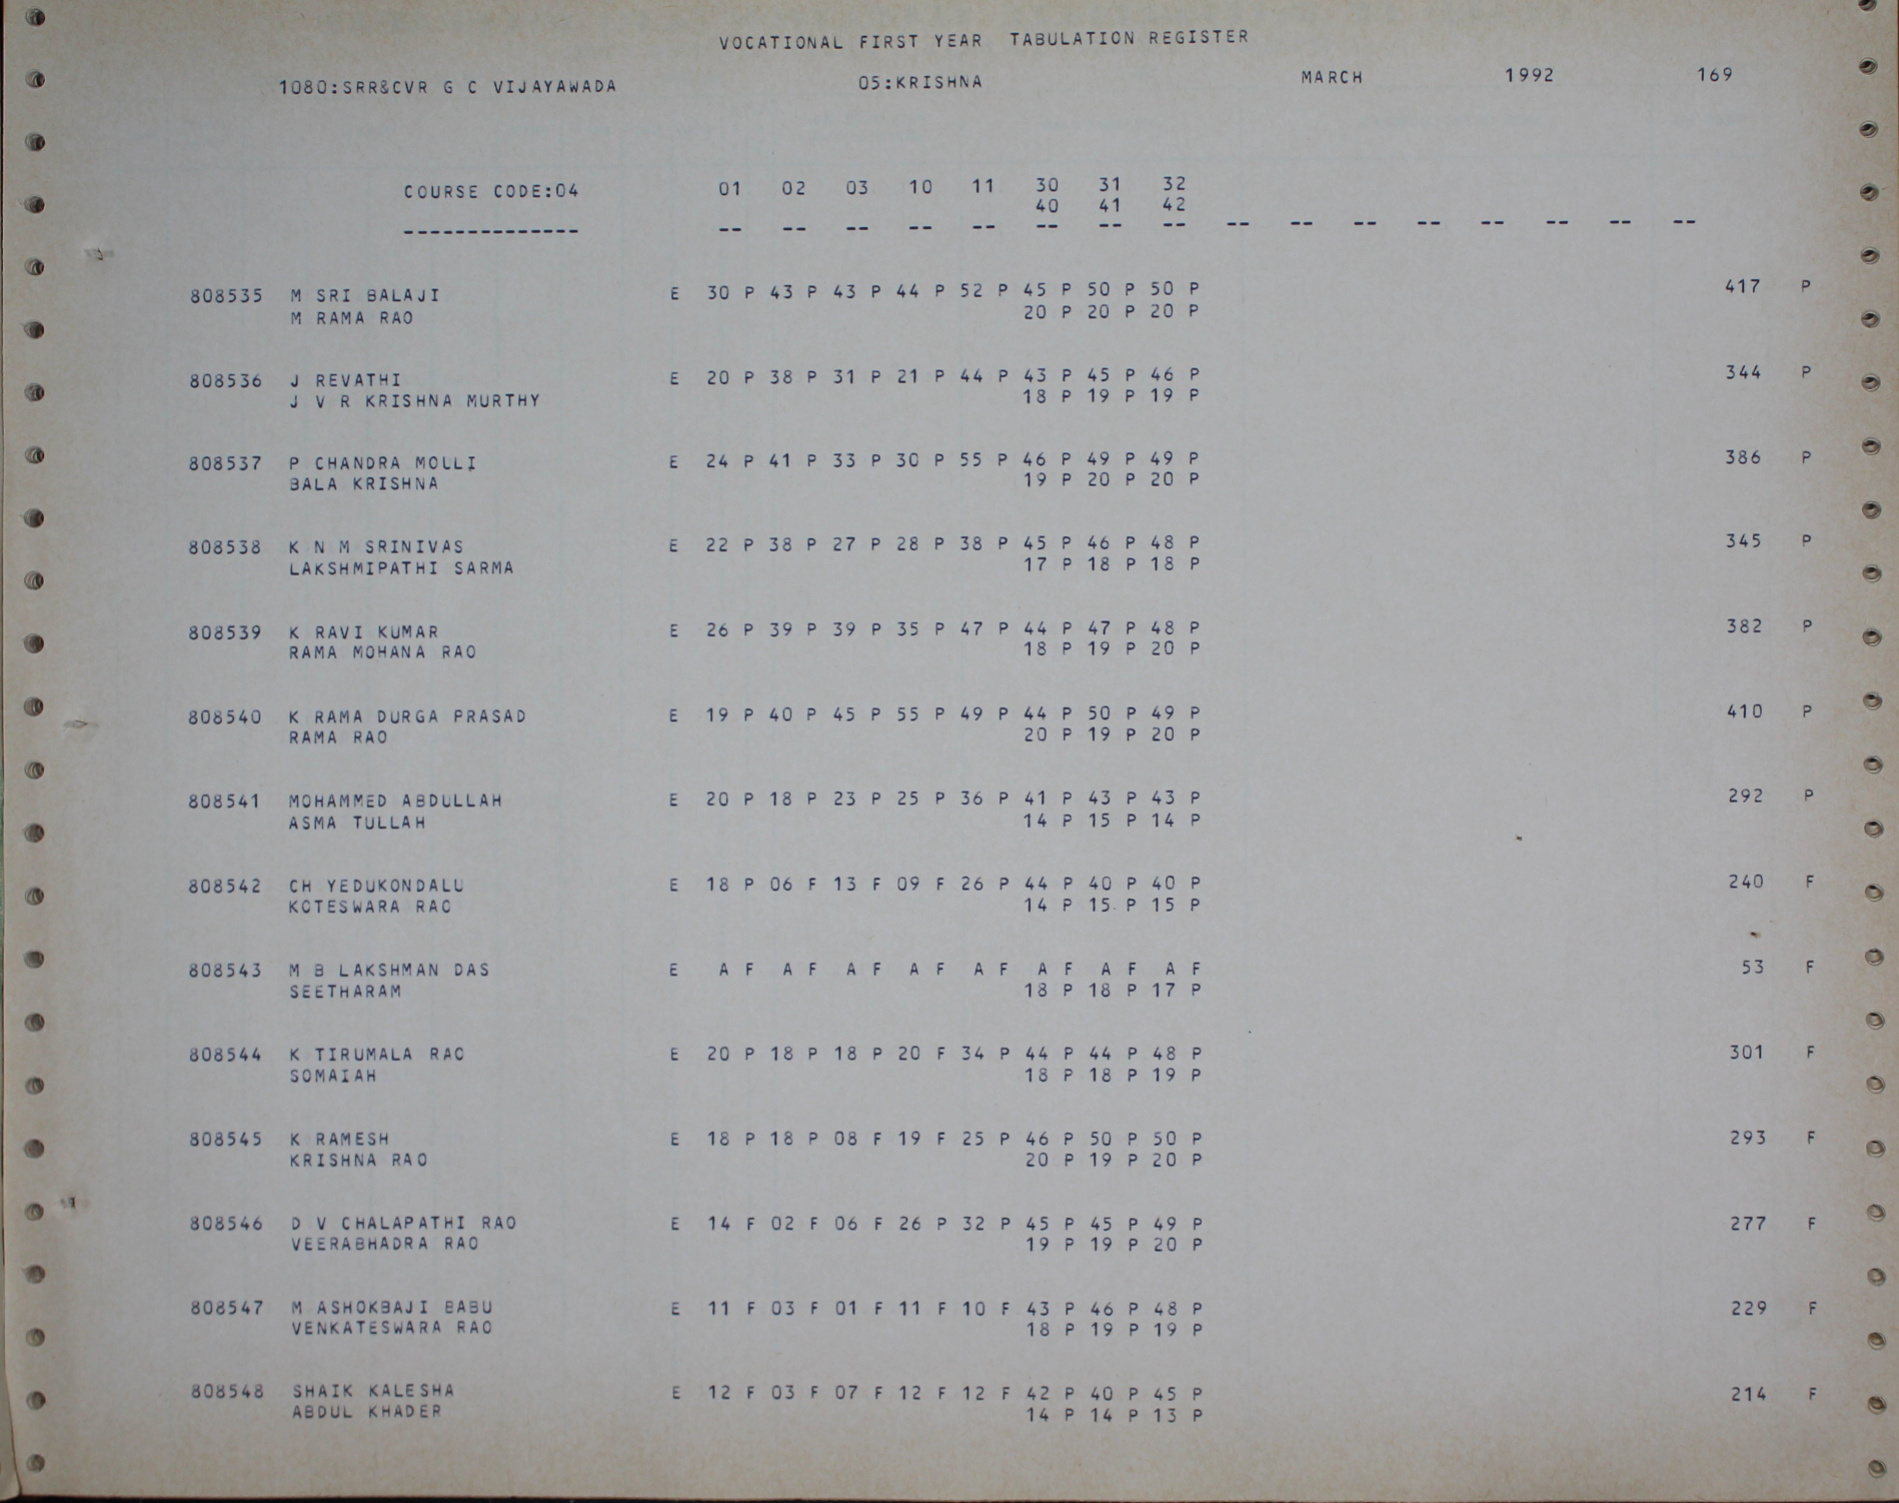 VOCATIONAL FIRST YEAR TABULATION REGISTER
1080:SRR&CVR G C VIJAYAWADA 05:KRISHNA MARCH 1992 169
COURSE CODE:04 01 02 03 10 11 30 31 32
40 41 42
-------------- -- -- -- -- -- -- -- -- -- -- -- -- -- -- -- --
808535 M SRI BALAJI E 30 P 43 P 43 P 44 P 52 P 45 P 50 P 50 P 417 P
M RAMA RAO 20 P 20 P 20 P
808536 J REVATHI E 20 P 38 P 31 P 21 P 44 P 43 P 45 P 46 P 344 P
J V R KRISHNA MURTHY 18 P 19 P 19 P
808537 P CHANDRA MOLLI E 24 P 41 P 33 P 30 P 55 P 46 P 49 P 49 P 386 P
BALA KRISHNA 19 P 20 P 20 P
808538 K N M SRINIVAS E 22 P 38 P 27 P 28 P 38 P 45 P 46 P 48 P 345 P
LAKSHMIPATHI SARMA 17 P 18 P 18 P
808539 K RAVI KUMAR E 26 P 39 P 39 P 35 P 47 P 44 P 47 P 48 P 382 P
RAMA MOHANA RAO 18 P 19 P 20 P
808540 K RAMA DURGA PRASAD E 19 P 40 P 45 P 55 P 49 P 44 P 50 P 49 P 410 P
RAMA RAO 20 P 19 P 20 P
808541 MOHAMMED ABDULLAH E 20 P 18 P 23 P 25 P 36 P 41 P 43 P 43 P 292 P
ASMA TULLAH 14 P 15 P 14 P
808542 CH YEDUKONDALU E 18 P 06 F 13 F 09 F 26 P 44 P 40 P 40 P 240 F
KOTESWARA RAO 14 P 15 P 15 P
808543 M B LAKSHMAN DAS E A F A F A F A F A F A F A F A F 53 F
SEETHARAM 18 P 18 P 17 P
808544 K TIRUMALA RAO E 20 P 18 P 18 P 20 F 34 P 44 P 44 P 48 P 301 F
SOMAIAH 18 P 18 P 19 P
808545 K RAMESH E 18 P 18 P 08 F 19 F 25 P 46 P 50 P 50 P 293 F
KRISHNA RAO 20 P 19 P 20 P
808546 D V CHALAPATHI RAO E 14 F 02 F 06 F 26 P 32 P 45 P 45 P 49 P 277 F
VEERABHADRA RAO 19 P 19 P 20 P
808547 M ASHOKBAJI BABU E 11 F 03 F 01 F 11 F 10 F 43 P 46 P 48 P 229 F
VENKATESWARA RAO 18 P 19 P 19 P
808548 SHAIK KALESHA E 12 F 03 F 07 F 12 F 12 F 42 P 40 P 45 P 214 F
ABDUL KHADER 14 P 14 P 13 P